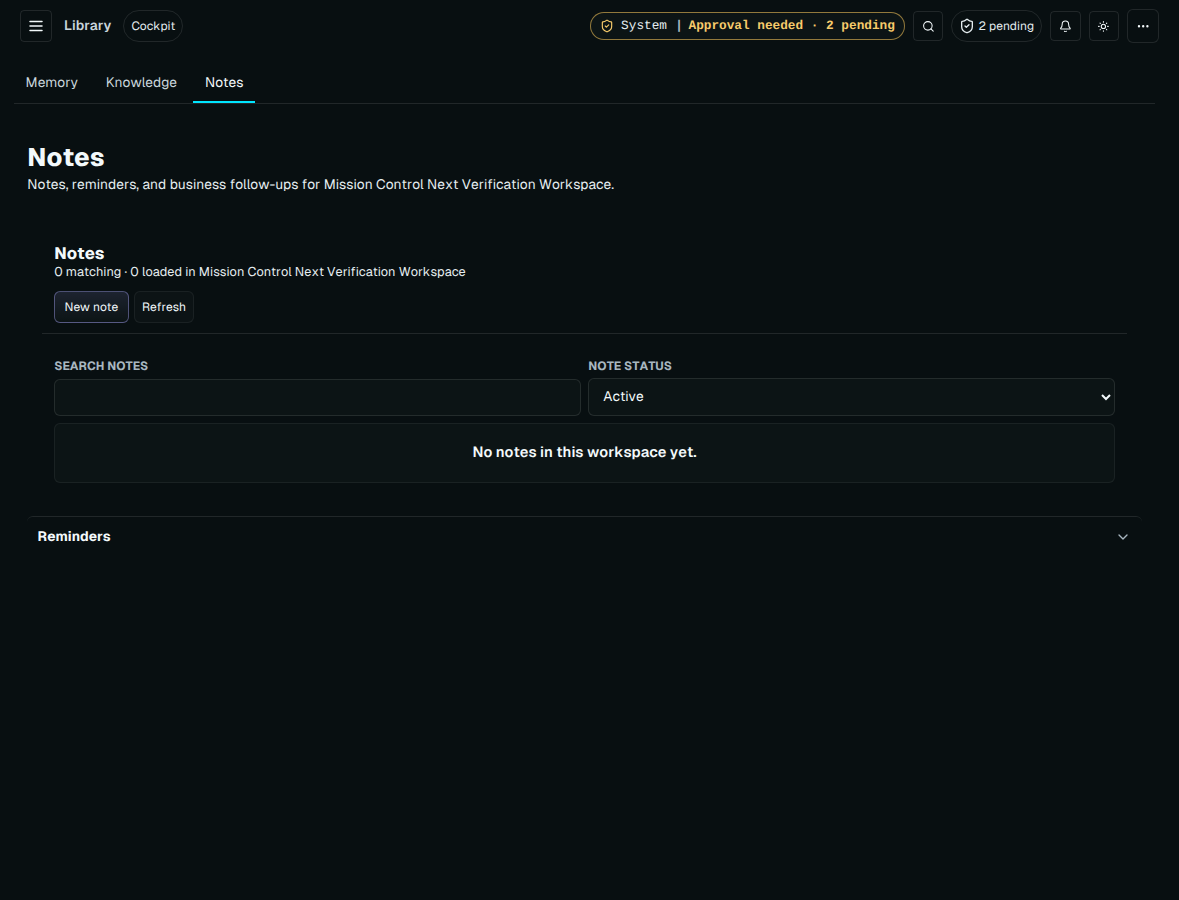 Library
Cockpit
System | Approval needed · 2 pending
2 pending
Memory
Knowledge
Notes
Notes
Notes, reminders, and business follow-ups for Mission Control Next Verification Workspace.
Notes
0 matching · 0 loaded in Mission Control Next Verification Workspace
New note
Refresh
SEARCH NOTES
NOTE STATUS
Active
No notes in this workspace yet.
Reminders